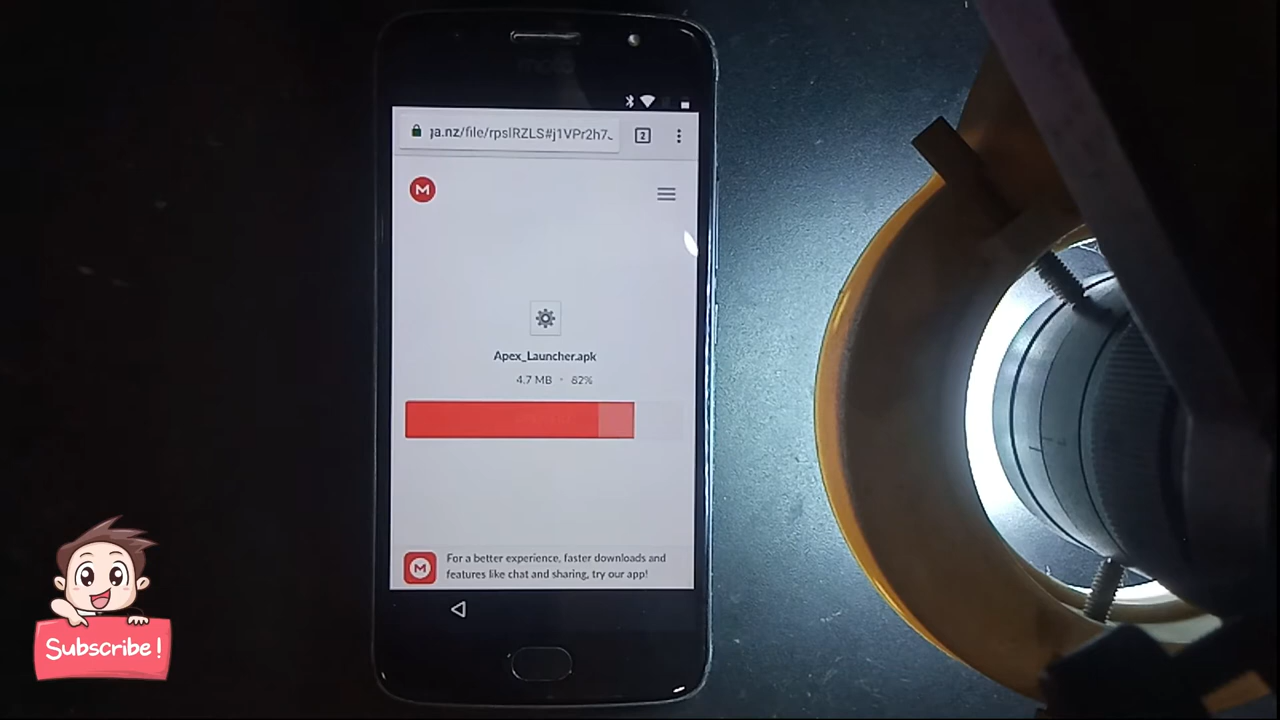 2
ga.nz/file/rpslRZLS#j1VPr2h7
M
Apex_Launcher.apk
4.7 MB · 82%
M
For a better experience, faster downloads and
features like chat and sharing, try our app!
Subscribe!